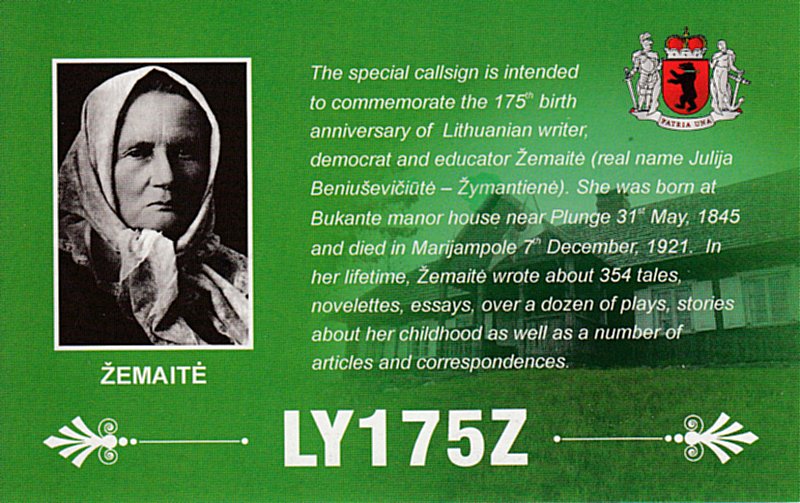 The special callsign is intended
to commemorate the 175th birth
anniversary of Lithuanian writer,
democrat and educator Žemaitė (real name Julija
Beniuševičiūtė – Žymantienė). She was born at
Bukante manor house near Plunge 31st May, 1845
and died in Marijampole 7th December, 1921. In
her lifetime, Žemaitė wrote about 354 tales,
novelettes, essays, over a dozen of plays, stories
about her childhood as well as a number of
articles and correspondences.
PATRIA UNA
ŽEMAITĖ
LY175Z